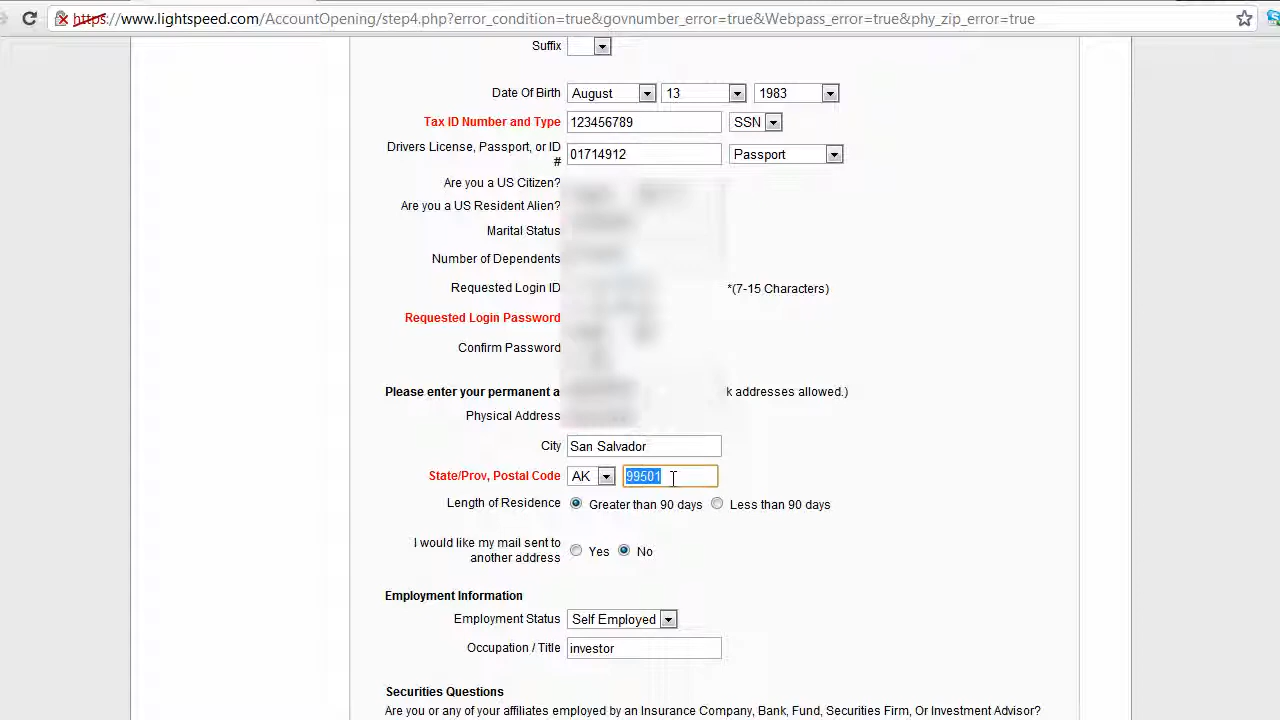 https://www.lightspeed.com/AccountOpening/step4.php?error_condition=true&govnumber_error=true&Webpass_error=true&phy_zip_error=true
Suffix
Date Of Birth August 13 1983
Tax ID Number and Type 123456789 SSN
Drivers License, Passport, or ID
# 01714912 Passport
Are you a US Citizen?
Are you a US Resident Alien?
Marital Status
Number of Dependents
Requested Login ID *(7-15 Characters)
Requested Login Password
Confirm Password
Please enter your permanent a k addresses allowed.)
Physical Address
City San Salvador
State/Prov, Postal Code AK 99501
Length of Residence Greater than 90 days Less than 90 days
I would like my mail sent to
another address Yes No
Employment Information
Employment Status Self Employed
Occupation / Title investor
Securities Questions
Are you or any of your affiliates employed by an Insurance Company, Bank, Fund, Securities Firm, Or Investment Advisor?